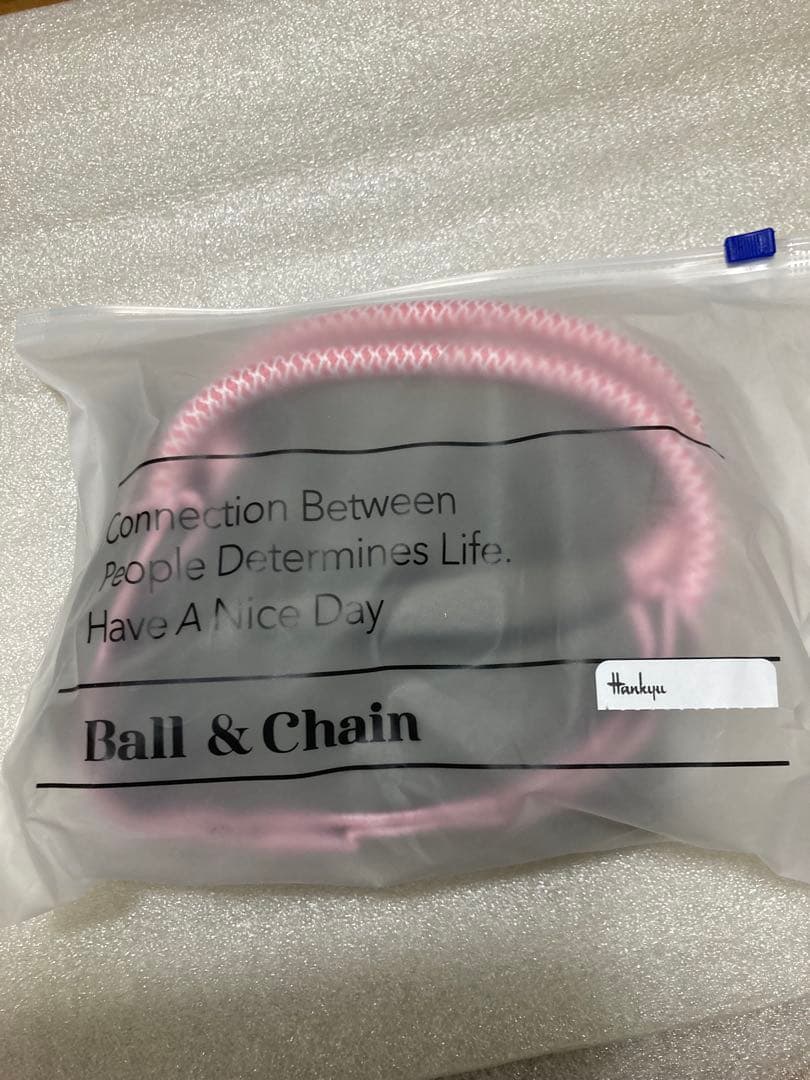 Connection Between
People Determines Life.
Have A Nice Day
Hankyu
Ball & Chain